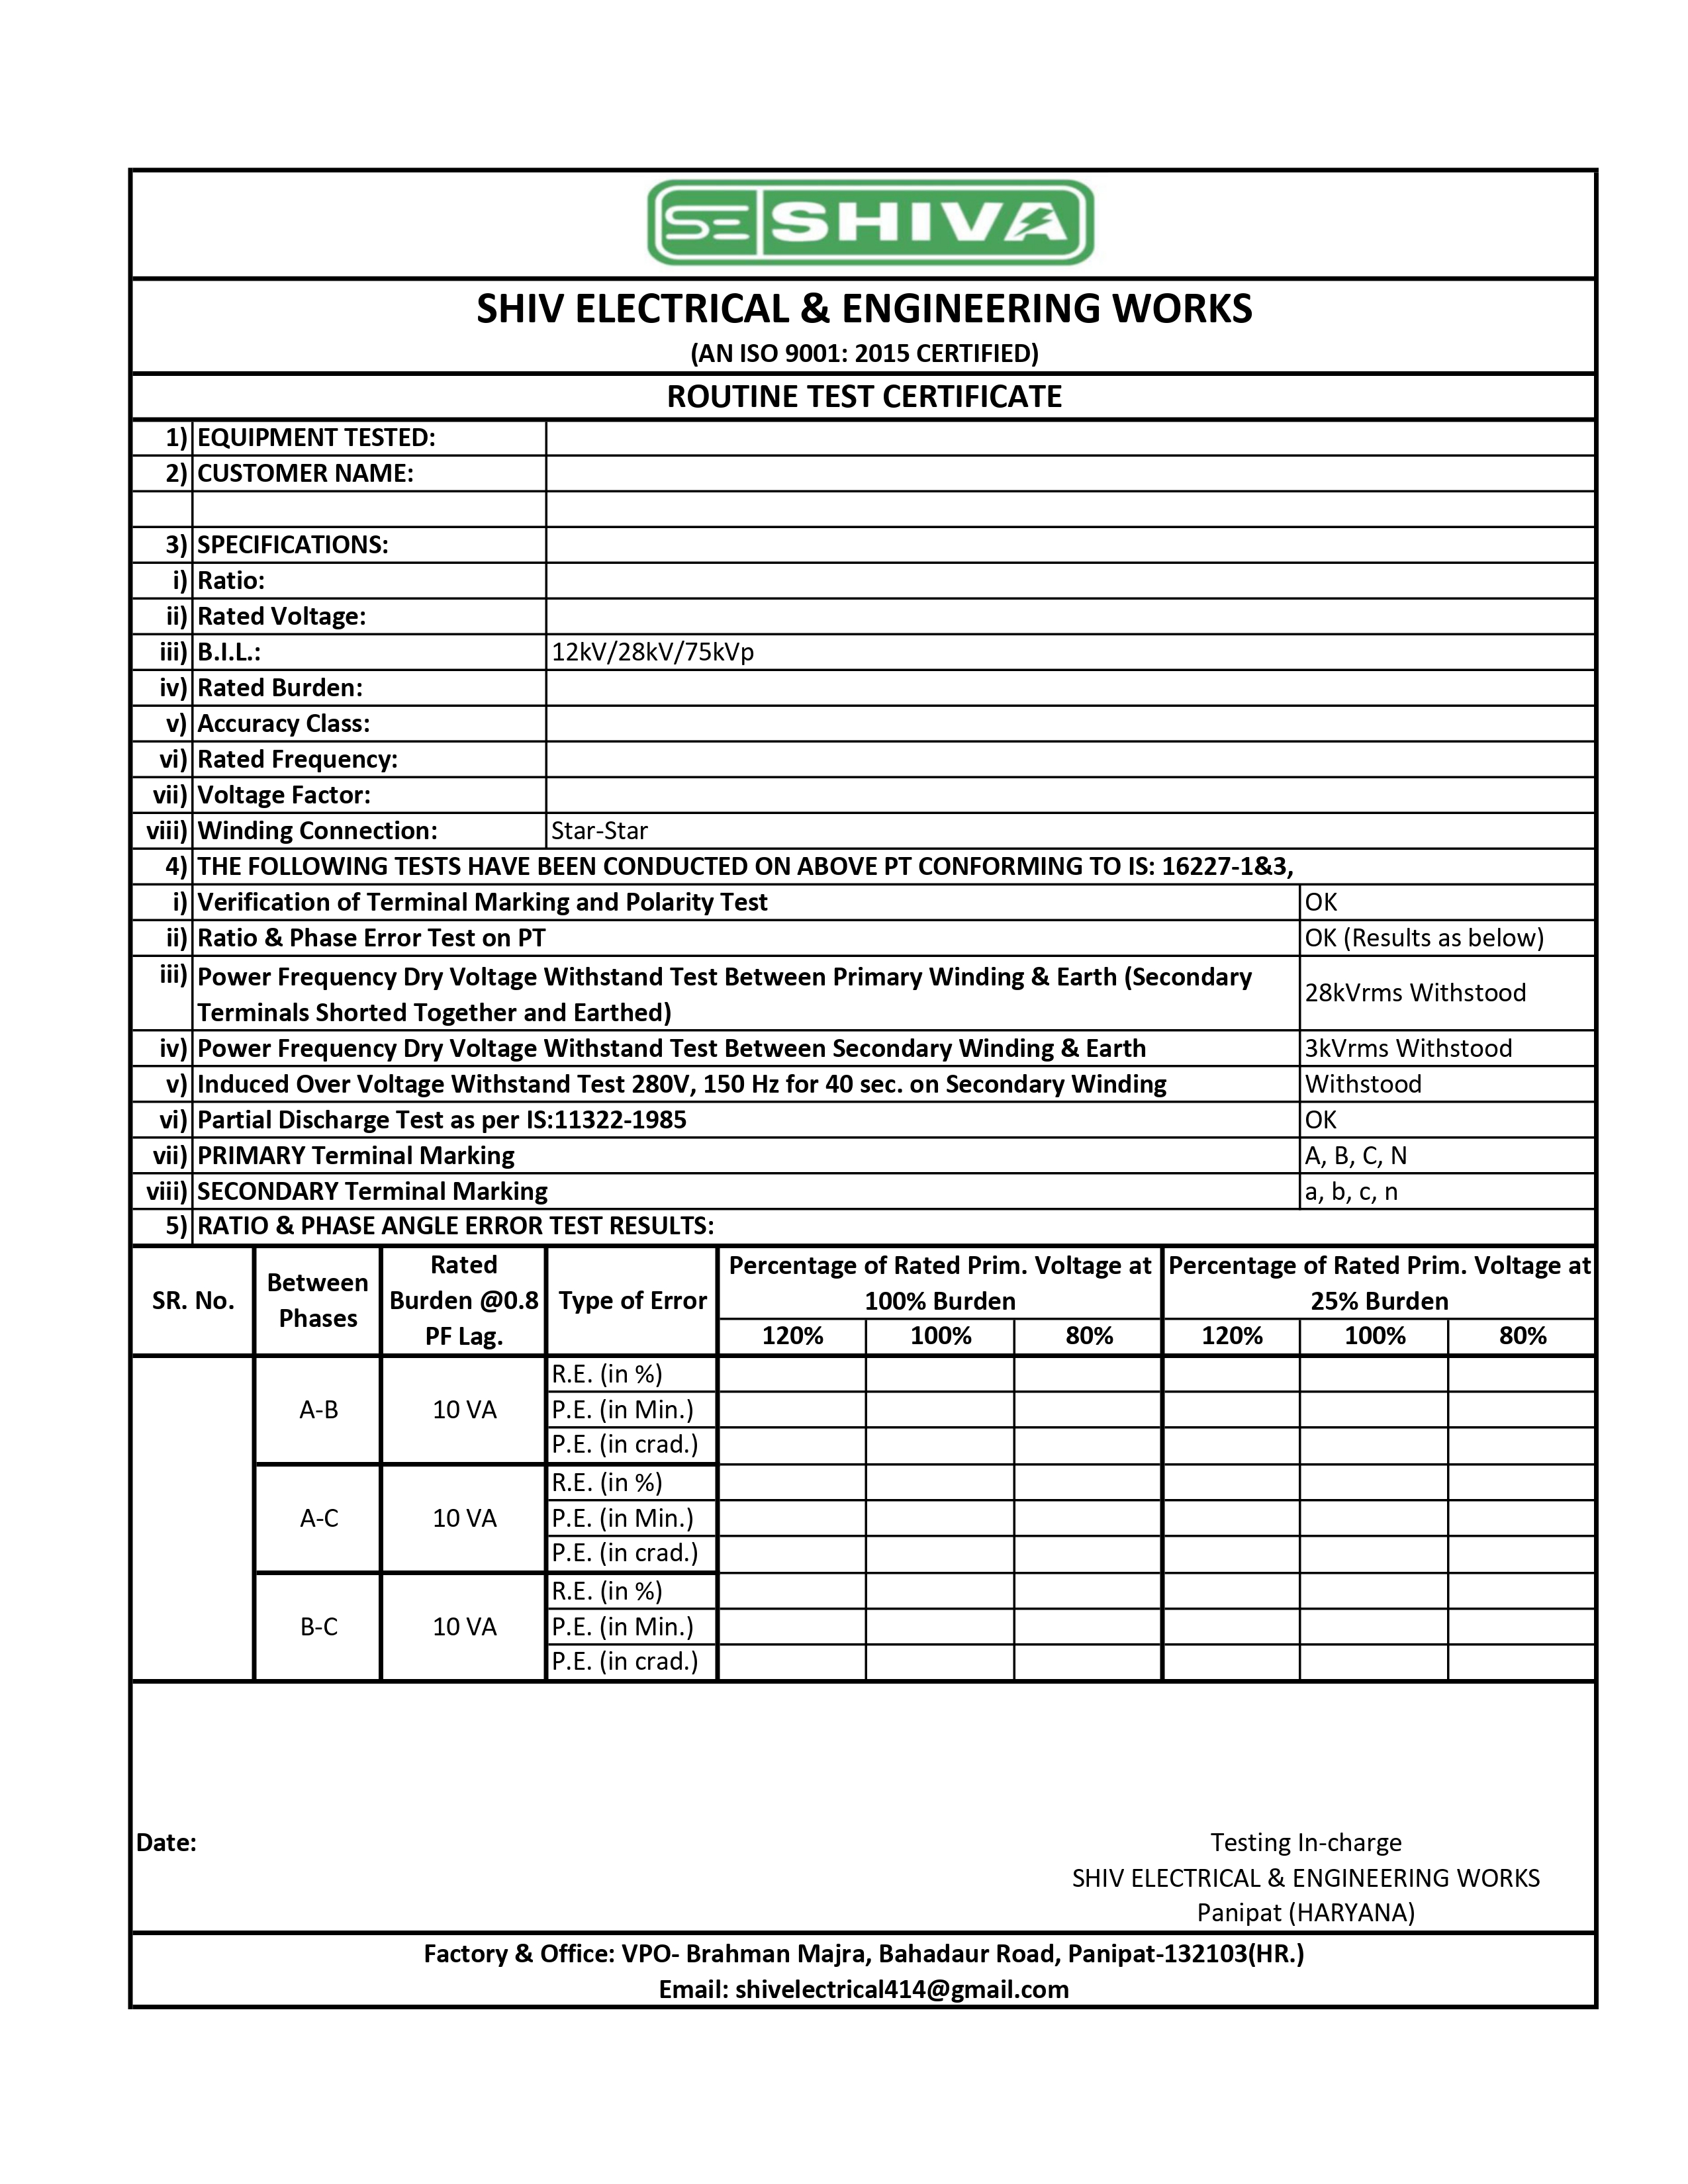 SE SHIVA
SHIV ELECTRICAL & ENGINEERING WORKS
(AN ISO 9001: 2015 CERTIFIED)
ROUTINE TEST CERTIFICATE
1) EQUIPMENT TESTED:
2) CUSTOMER NAME:
3) SPECIFICATIONS:
i) Ratio:
ii) Rated Voltage:
iii) B.I.L.: 12kV/28kV/75kVp
iv) Rated Burden:
v) Accuracy Class:
vi) Rated Frequency:
vii) Voltage Factor:
viii) Winding Connection: Star-Star
4) THE FOLLOWING TESTS HAVE BEEN CONDUCTED ON ABOVE PT CONFORMING TO IS: 16227-1&3,
i) Verification of Terminal Marking and Polarity Test OK
ii) Ratio & Phase Error Test on PT OK (Results as below)
iii) Power Frequency Dry Voltage Withstand Test Between Primary Winding & Earth (Secondary
Terminals Shorted Together and Earthed) 28kVrms Withstood
iv) Power Frequency Dry Voltage Withstand Test Between Secondary Winding & Earth 3kVrms Withstood
v) Induced Over Voltage Withstand Test 280V, 150 Hz for 40 sec. on Secondary Winding Withstood
vi) Partial Discharge Test as per IS:11322-1985 OK
vii) PRIMARY Terminal Marking A, B, C, N
viii) SECONDARY Terminal Marking a, b, c, n
5) RATIO & PHASE ANGLE ERROR TEST RESULTS:
SR. No.
Between
Phases
Rated
Burden @0.8
PF Lag.
Type of Error
Percentage of Rated Prim. Voltage at
100% Burden
Percentage of Rated Prim. Voltage at
25% Burden
120% 100% 80% 120% 100% 80%
A-B 10 VA
R.E. (in %)
P.E. (in Min.)
P.E. (in crad.)
A-C 10 VA
R.E. (in %)
P.E. (in Min.)
P.E. (in crad.)
B-C 10 VA
R.E. (in %)
P.E. (in Min.)
P.E. (in crad.)
Date:
Testing In-charge
SHIV ELECTRICAL & ENGINEERING WORKS
Panipat (HARYANA)
Factory & Office: VPO- Brahman Majra, Bahadaur Road, Panipat-132103(HR.)
Email: shivelectrical414@gmail.com